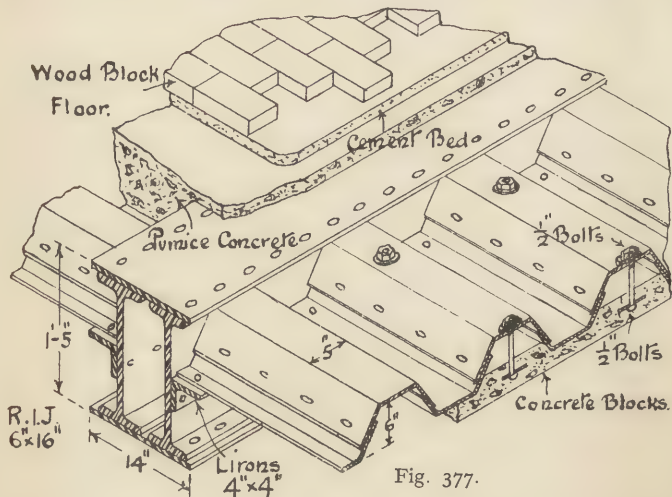 Wood Block
Floor.
Cement Bed.
Pumice Concrete
1/2" Bolts
1/2" Bolts
5"
1'-5"
6"
Concrete Blocks.
R.I.J.
6"x16"
14"
Lirons
4"x4"
Fig. 377.